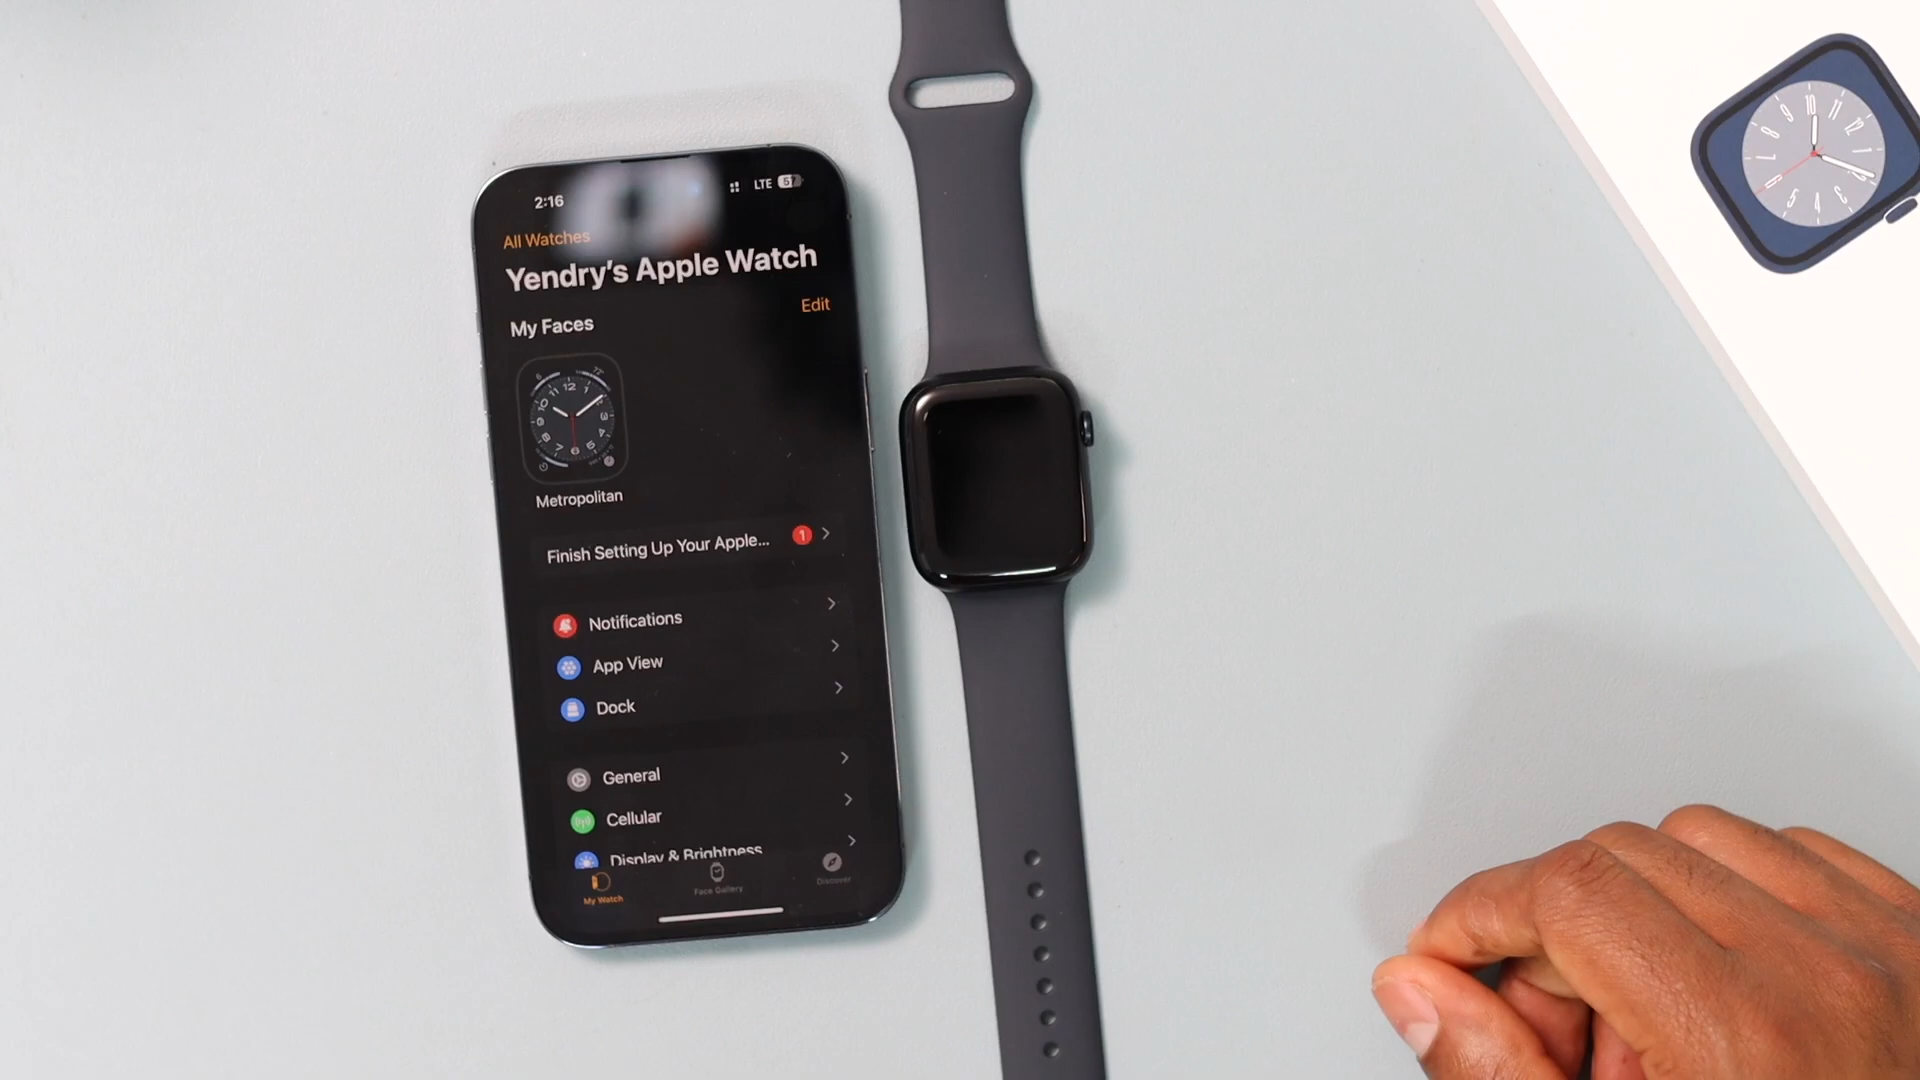 2:16
LTE 57
All Watches
Yendry's Apple Watch
Edit
My Faces
Metropolitan
Finish Setting Up Your Apple... 1
Notifications
App View
Dock
General
Cellular
Display & Brightness
My Watch
Face Gallery
Discover